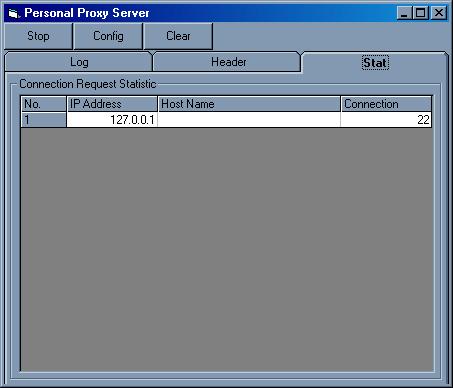 Personal Proxy Server
Stop Config Clear
Log Header Stat
Connection Request Statistic
No. IP Address Host Name Connection
1 127.0.0.1 22